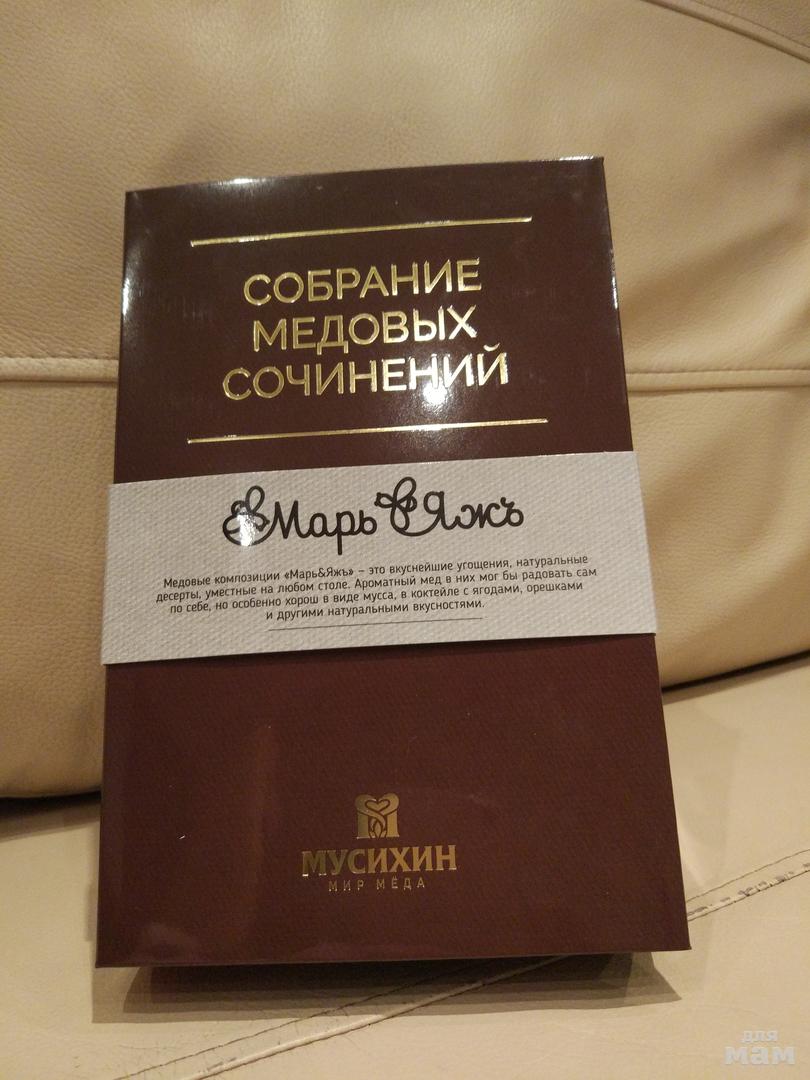 СОБРАНИЕ
МЕДОВЫХ
СОЧИНЕНИЙ
Марь&Яжъ
Медовые композиции «Марь&Яжъ» – это вкуснейшие угощения, натуральные
десерты, уместные на любом столе. Ароматный мед в них мог бы радовать сам
по себе, но особенно хорош в виде мусса, в коктейле с ягодами, орешками
и другими натуральными вкусностями.
МУСИХИН
МИР МЁДА
для
мам